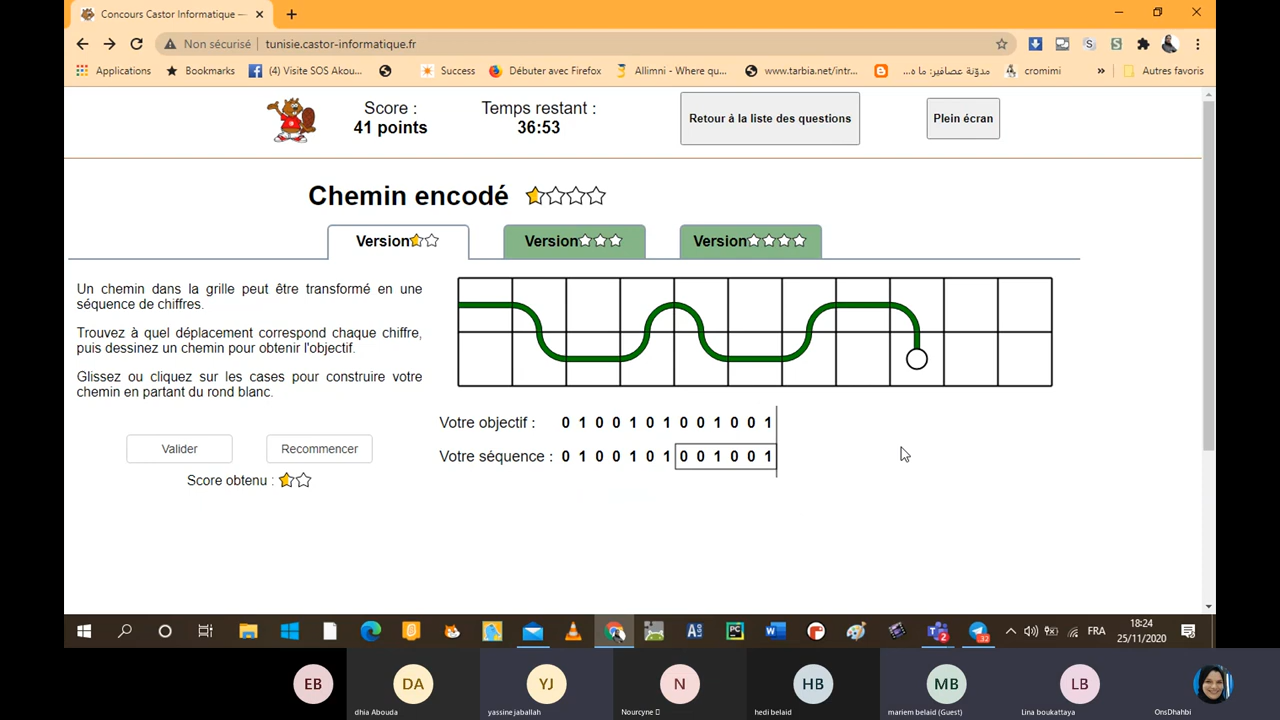 Concours Castor Informatique —
Non sécurisé tunisie.castor-informatique.fr
Applications Bookmarks (4) Visite SOS Akou... Success Débuter avec Firefox Allimni - Where qu... www.tarbia.net/intr... مدوّنة عصافير: ما ه... cromimi » Autres favoris
Score :
41 points
Temps restant :
36:53
Retour à la liste des questions
Plein écran
Chemin encodé
Version
Version
Version
Un chemin dans la grille peut être transformé en une
séquence de chiffres.
Trouvez à quel déplacement correspond chaque chiffre,
puis dessinez un chemin pour obtenir l'objectif.
Glissez ou cliquez sur les cases pour construire votre
chemin en partant du rond blanc.
Valider
Recommencer
Score obtenu :
Votre objectif : 0 1 0 0 1 0 1 0 0 1 0 0 1
Votre séquence : 0 1 0 0 1 0 1 0 0 1 0 0 1
FRA
18:24
25/11/2020
EB
DA
dhia Abouda
YJ
yassine jaballah
N
Nourcyne
HB
hedi belaid
MB
mariem belaid (Guest)
LB
Lina boukattaya
OnsDhahbi